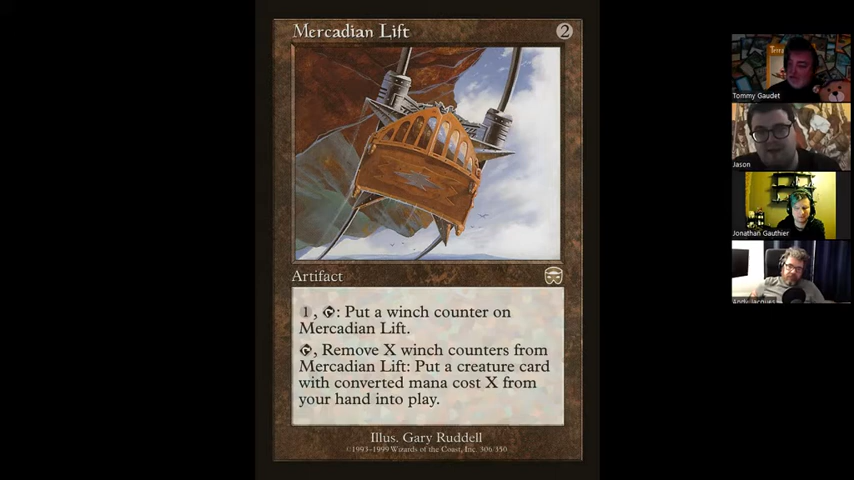 Mercadian Lift
2
Artifact
1, : Put a winch counter on
Mercadian Lift.
, Remove X winch counters from
Mercadian Lift: Put a creature card
with converted mana cost X from
your hand into play.
Illus. Gary Ruddell
©1993-1999 Wizards of the Coast, Inc. 306/350
Tommy Gaudet
Jason
Jonathan Gauthier
Andy Jacques